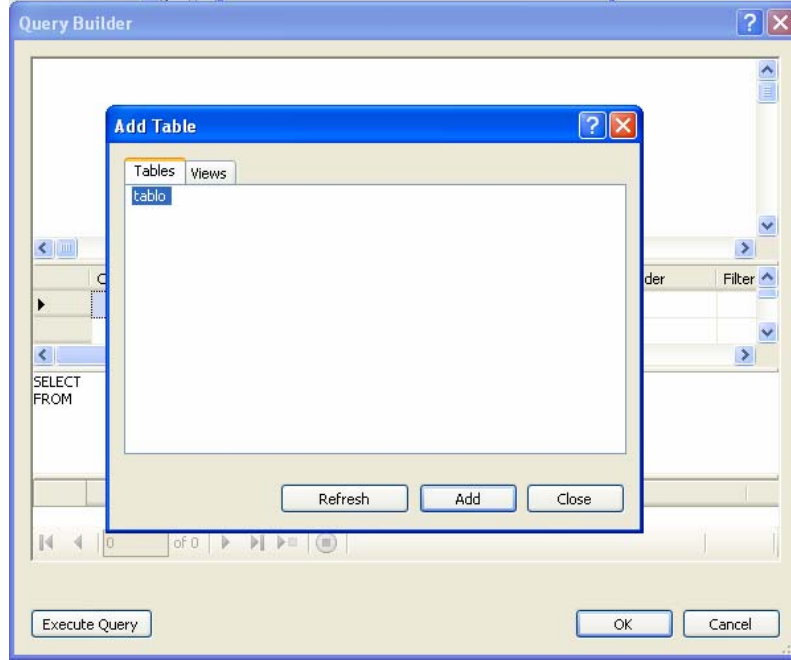 Query Builder
Add Table
Tables Views
tablo
Filter
SELECT
FROM
Refresh Add Close
0 of 0
Execute Query OK Cancel